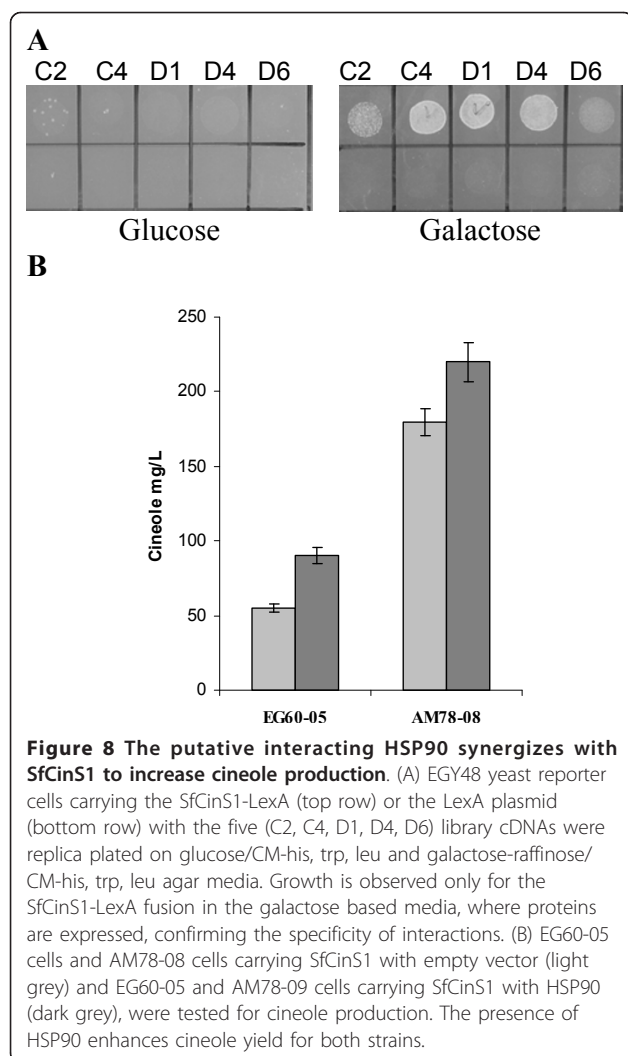 A
C2 C4 D1 D4 D6
C2 C4 D1 D4 D6
Glucose
Galactose
B
250
200
150
100
50
0
Cineole mg/L
EG60-05
AM78-08
Figure 8 The putative interacting HSP90 synergizes with
SfCinS1 to increase cineole production. (A) EGY48 yeast reporter
cells carrying the SfCinS1-LexA (top row) or the LexA plasmid
(bottom row) with the five (C2, C4, D1, D4, D6) library cDNAs were
replica plated on glucose/CM-his, trp, leu and galactose-raffinose/
CM-his, trp, leu agar media. Growth is observed only for the
SfCinS1-LexA fusion in the galactose based media, where proteins
are expressed, confirming the specificity of interactions. (B) EG60-05
cells and AM78-08 cells carrying SfCinS1 with empty vector (light
grey) and EG60-05 and AM78-09 cells carrying SfCinS1 with HSP90
(dark grey), were tested for cineole production. The presence of
HSP90 enhances cineole yield for both strains.